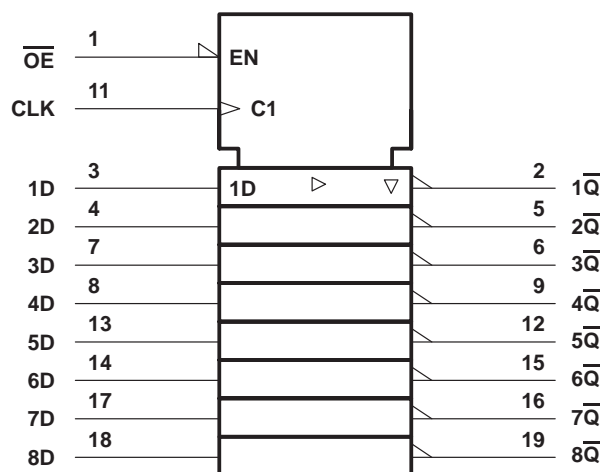 OE 1 EN
CLK 11 C1
1D 3 1D 2 1Q
2D 4 5 2Q
3D 7 6 3Q
4D 8 9 4Q
5D 13 12 5Q
6D 14 15 6Q
7D 17 16 7Q
8D 18 19 8Q